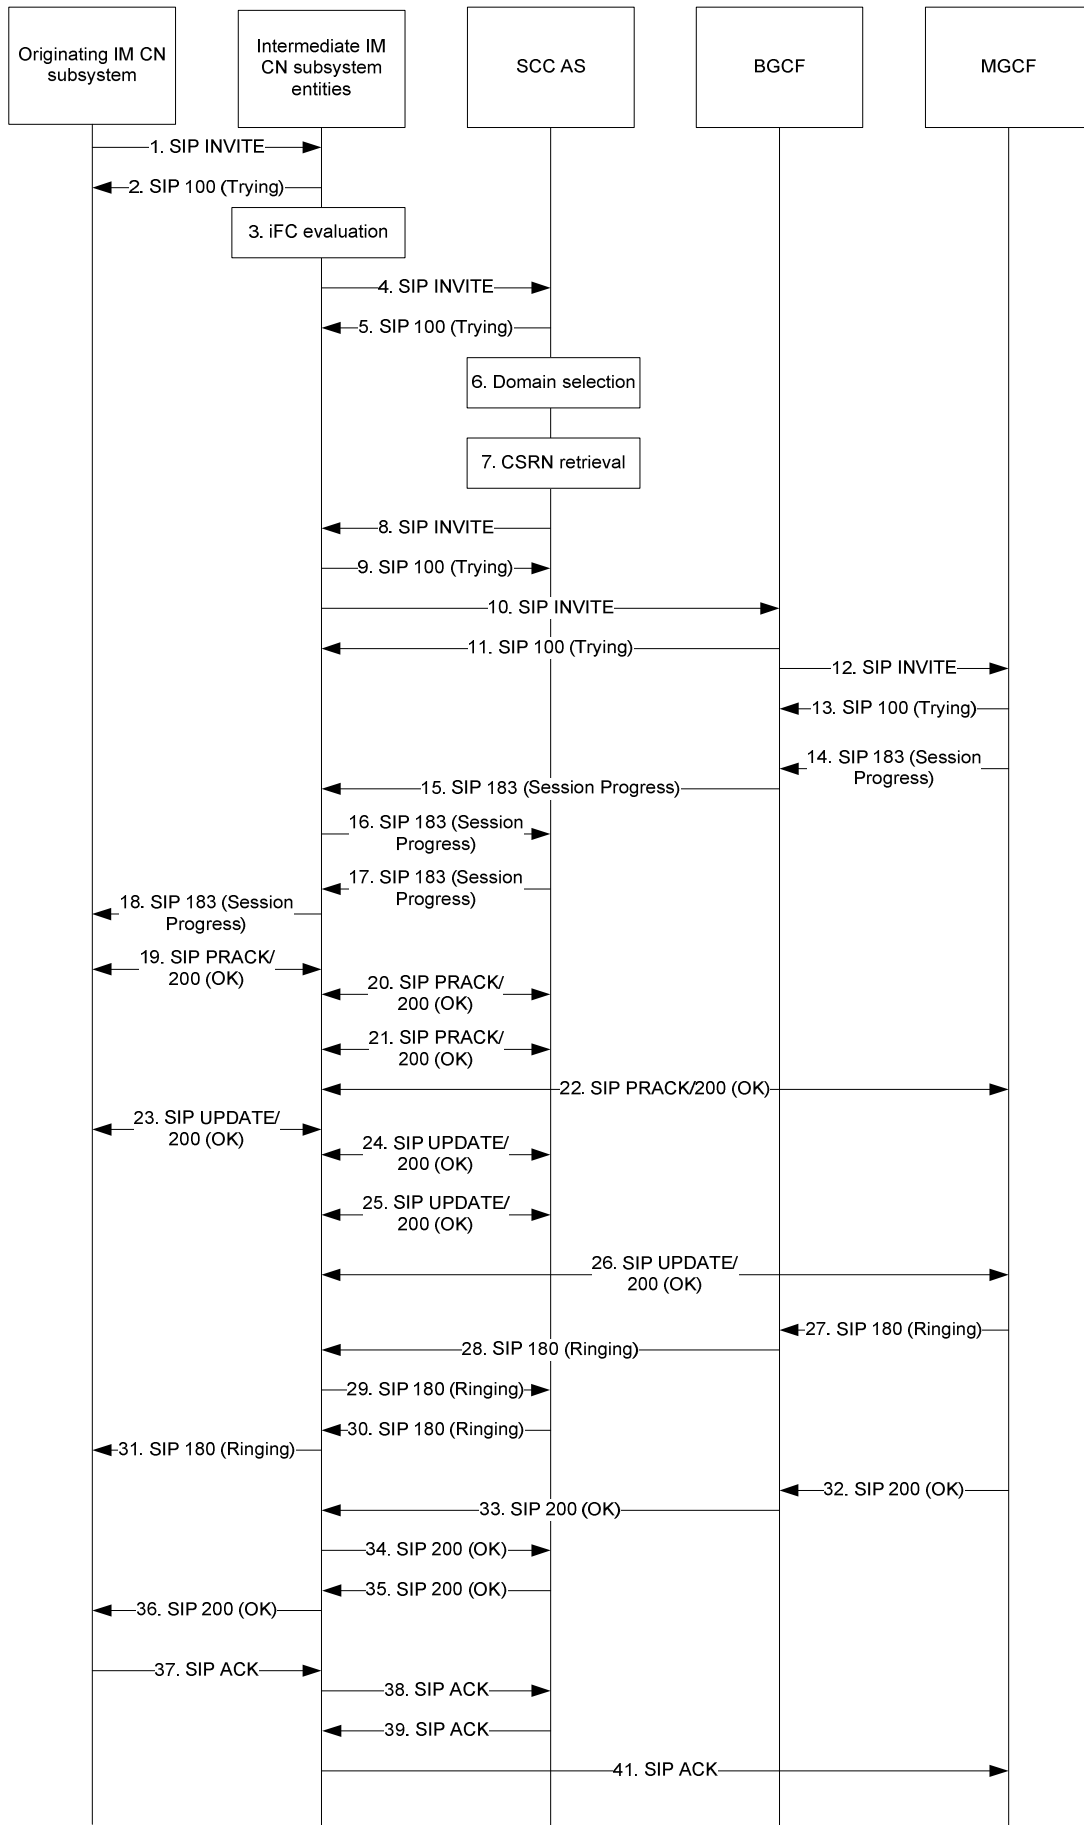 Originating IM CN
subsystem
Intermediate IM
CN subsystem
entities
SCC AS
BGCF
MGCF
1. SIP INVITE
2. SIP 100 (Trying)
3. iFC evaluation
4. SIP INVITE
5. SIP 100 (Trying)
6. Domain selection
7. CSRN retrieval
8. SIP INVITE
9. SIP 100 (Trying)
10. SIP INVITE
11. SIP 100 (Trying)
12. SIP INVITE
13. SIP 100 (Trying)
14. SIP 183 (Session
Progress)
15. SIP 183 (Session Progress)
16. SIP 183 (Session
Progress)
17. SIP 183 (Session
Progress)
18. SIP 183 (Session
Progress)
19. SIP PRACK/
200 (OK)
20. SIP PRACK/
200 (OK)
21. SIP PRACK/
200 (OK)
22. SIP PRACK/200 (OK)
23. SIP UPDATE/
200 (OK)
24. SIP UPDATE/
200 (OK)
25. SIP UPDATE/
200 (OK)
26. SIP UPDATE/
200 (OK)
27. SIP 180 (Ringing)
28. SIP 180 (Ringing)
29. SIP 180 (Ringing)
30. SIP 180 (Ringing)
31. SIP 180 (Ringing)
32. SIP 200 (OK)
33. SIP 200 (OK)
34. SIP 200 (OK)
35. SIP 200 (OK)
36. SIP 200 (OK)
37. SIP ACK
38. SIP ACK
39. SIP ACK
41. SIP ACK